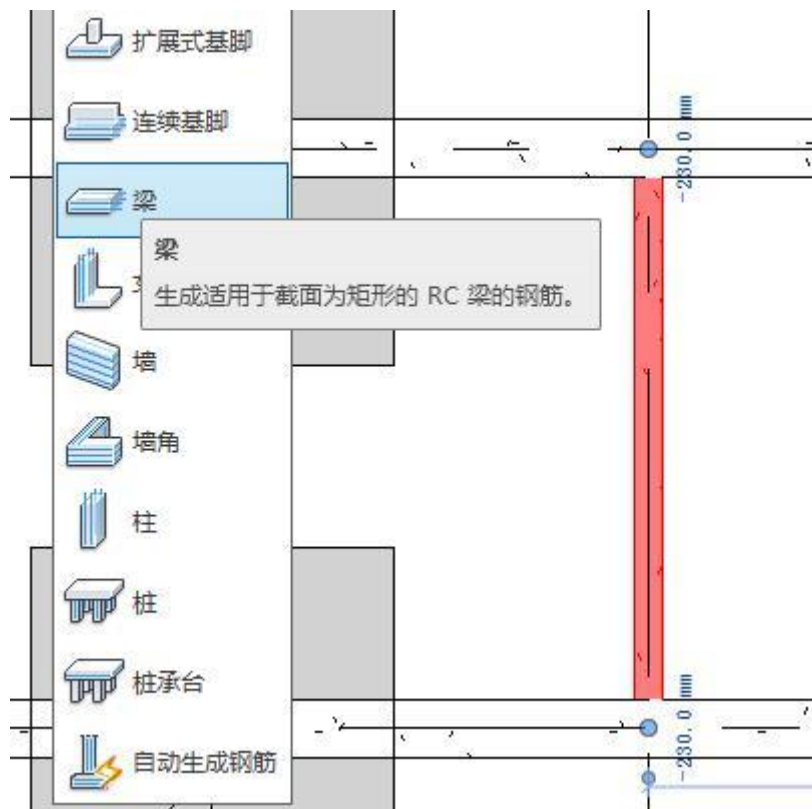 扩展式基脚
连续基脚
梁
梁
生成适用于截面为矩形的 RC 梁的钢筋。
墙
墙角
柱
桩
桩承台
自动生成钢筋
-230.0 mm
-230.0 mm